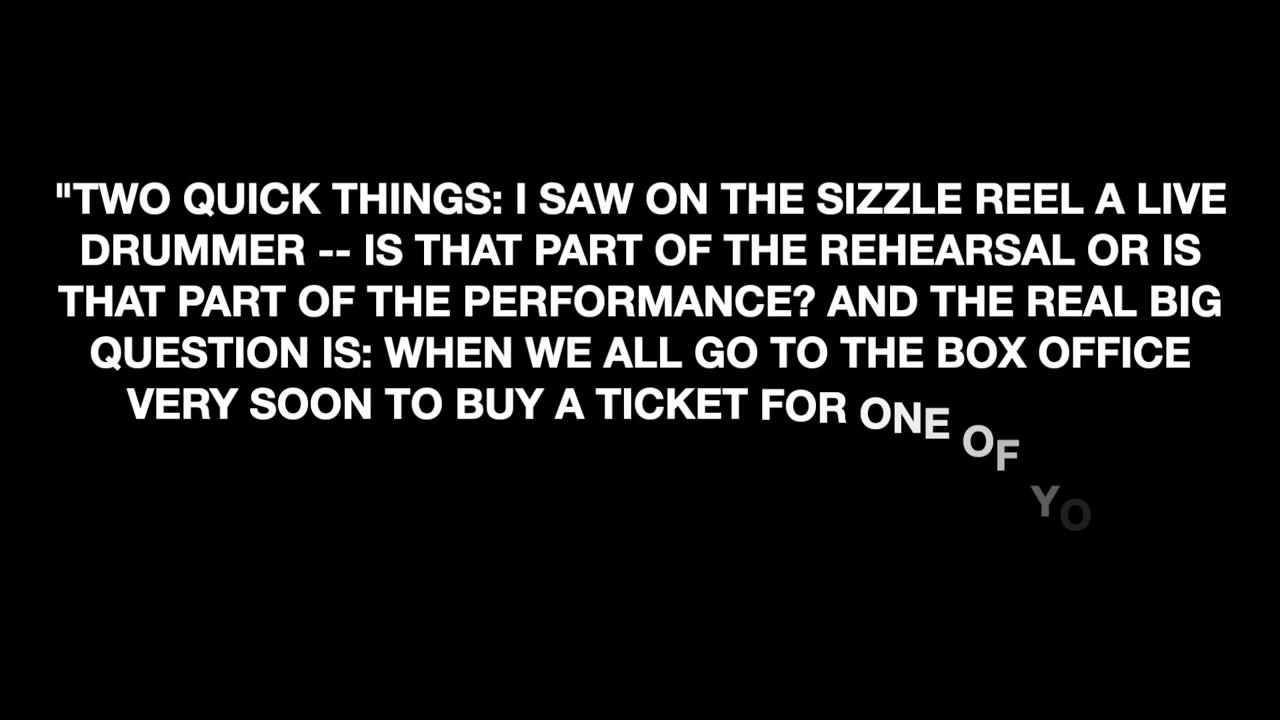 "TWO QUICK THINGS: I SAW ON THE SIZZLE REEL A LIVE
DRUMMER -- IS THAT PART OF THE REHEARSAL OR IS
THAT PART OF THE PERFORMANCE? AND THE REAL BIG
QUESTION IS: WHEN WE ALL GO TO THE BOX OFFICE
VERY SOON TO BUY A TICKET FOR ONE OF YO